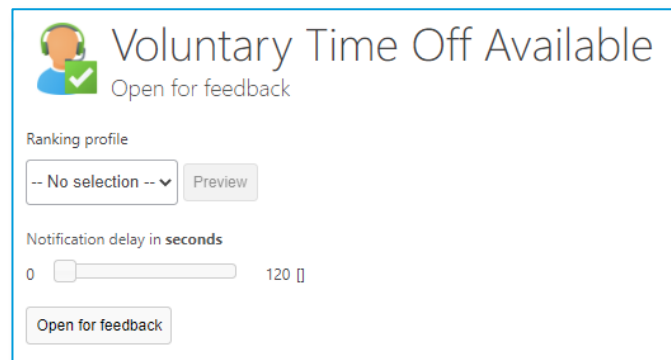 Voluntary Time Off Available
Open for feedback
Ranking profile
-- No selection -- Preview
Notification delay in seconds
0 120 []
Open for feedback